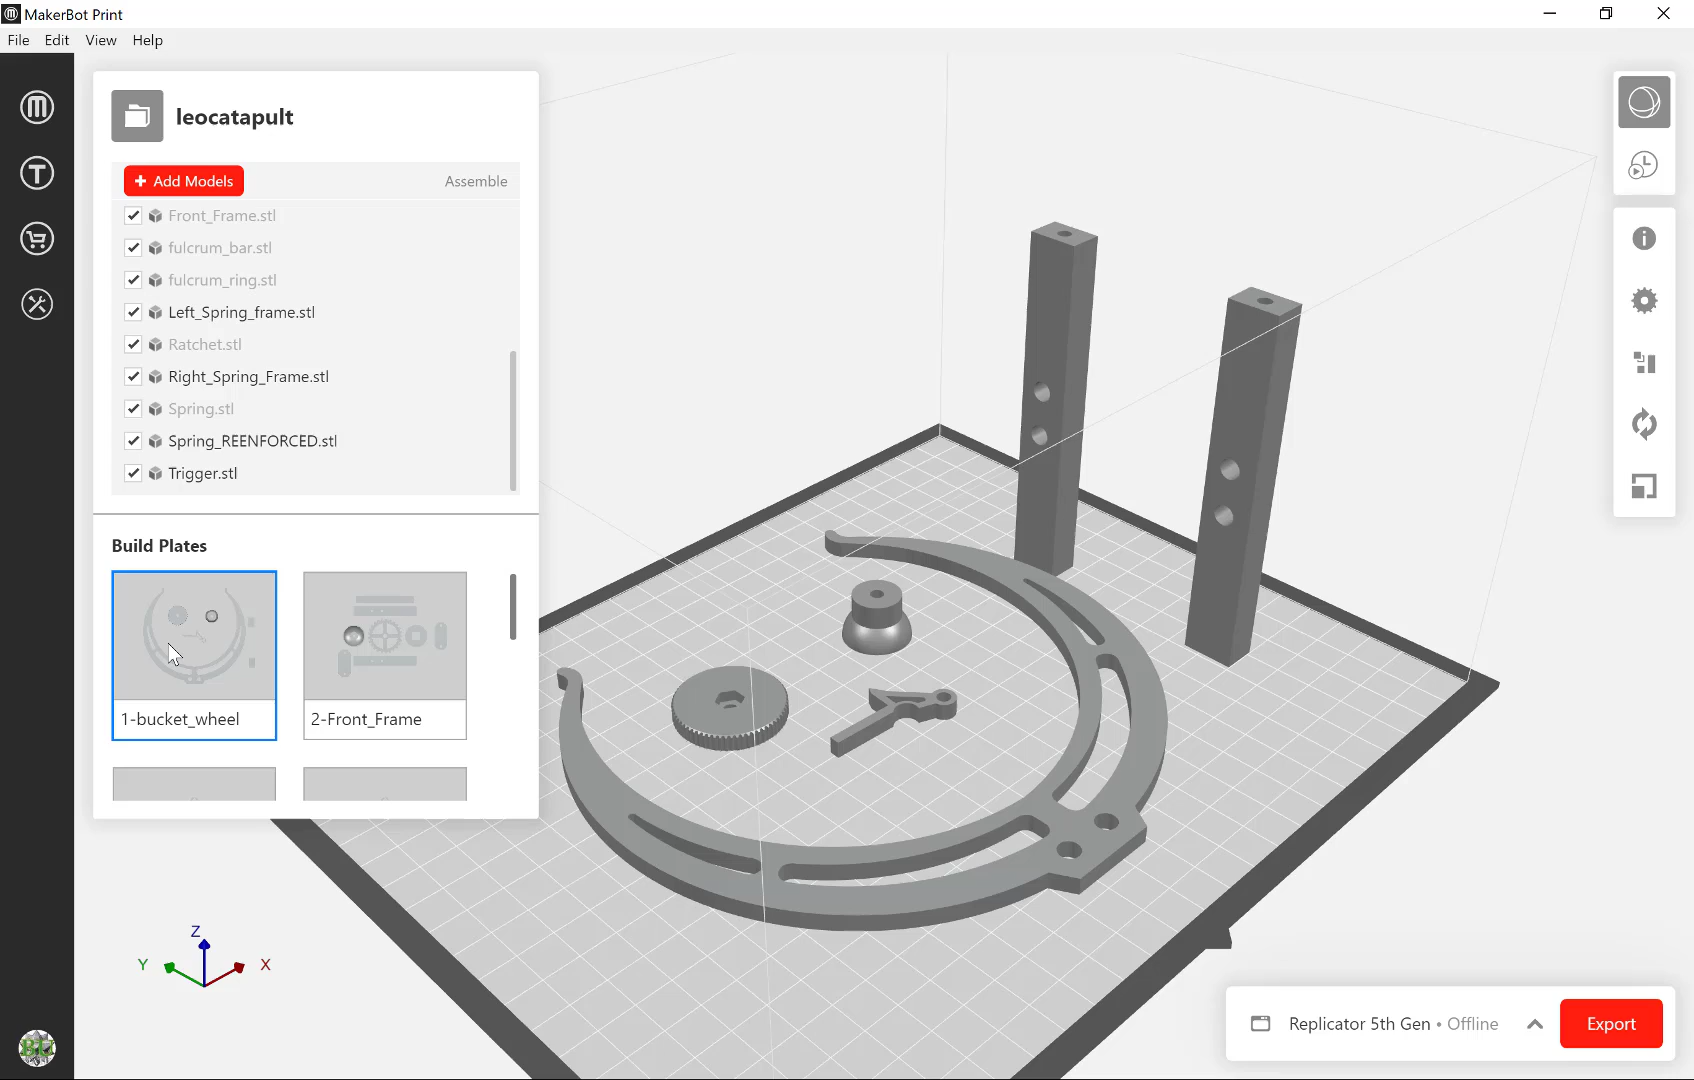 MakerBot Print
File Edit View Help
leocatapult
+ Add Models
Assemble
Front_Frame.stl
fulcrum_bar.stl
fulcrum_ring.stl
Left_Spring_frame.stl
Ratchet.stl
Right_Spring_Frame.stl
Spring.stl
Spring_REENFORCED.stl
Trigger.stl
Build Plates
1-bucket_wheel
2-Front_Frame
Z
Y
X
Replicator 5th Gen • Offline
Export